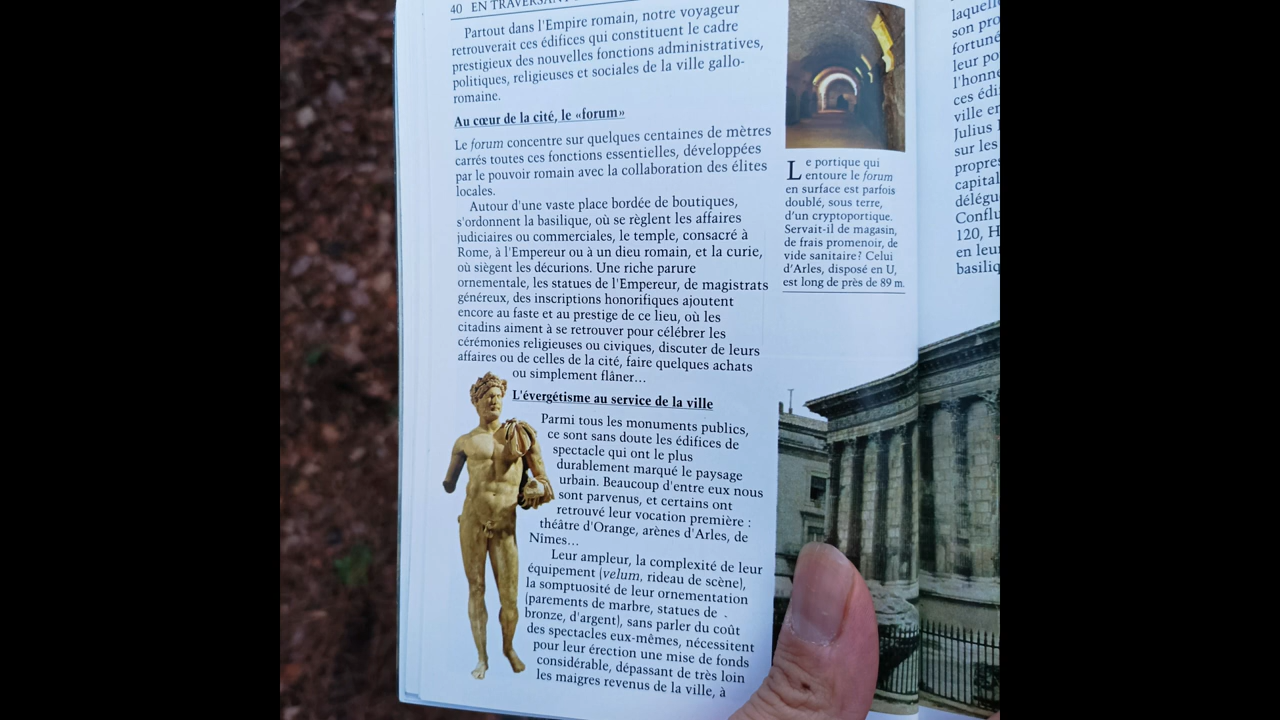 40 EN TRAVERSANT
Partout dans l'Empire romain, notre voyageur
retrouverait ces édifices qui constituent le cadre
prestigieux des nouvelles fonctions administratives,
politiques, religieuses et sociales de la ville gallo-
romaine.
Au cœur de la cité, le «forum»
Le forum concentre sur quelques centaines de mètres
carrés toutes ces fonctions essentielles, développées
par le pouvoir romain avec la collaboration des élites
locales.
Autour d'une vaste place bordée de boutiques,
s'ordonnent la basilique, où se règlent les affaires
judiciaires ou commerciales, le temple, consacré à
Rome, à l'Empereur ou à un dieu romain, et la curie,
où siègent les décurions. Une riche parure
ornementale, les statues de l'Empereur, de magistrats
généreux, des inscriptions honorifiques ajoutent
encore au faste et au prestige de ce lieu, où les
citadins aiment à se retrouver pour célébrer les
cérémonies religieuses ou civiques, discuter de leurs
affaires ou de celles de la cité, faire quelques achats
ou simplement flâner...
L'évergétisme au service de la ville
Parmi tous les monuments publics,
ce sont sans doute les édifices de
spectacle qui ont le plus
durablement marqué le paysage
urbain. Beaucoup d'entre eux nous
sont parvenus, et certains ont
retrouvé leur vocation première :
théâtre d'Orange, arènes d'Arles, de
Nîmes...
Leur ampleur, la complexité de leur
équipement (velum, rideau de scène),
la somptuosité de leur ornementation
(parements de marbre, statues de
bronze, d'argent), sans parler du coût
des spectacles eux-mêmes, nécessitent
pour leur érection une mise de fonds
considérable, dépassant de très loin
les maigres revenus de la ville, à
Le portique qui
entoure le forum
en surface est parfois
doublé, sous terre,
d'un cryptoportique.
Servait-il de magasin,
de frais promenoir, de
vide sanitaire? Celui
d'Arles, disposé en U,
est long de près de 89 m.
laquell
son pro
fortuné
leur po
l'honn
ces édi
ville en
Julius
sur les
propres
capital
délégu
Conflu
120, H
en leu
basiliq